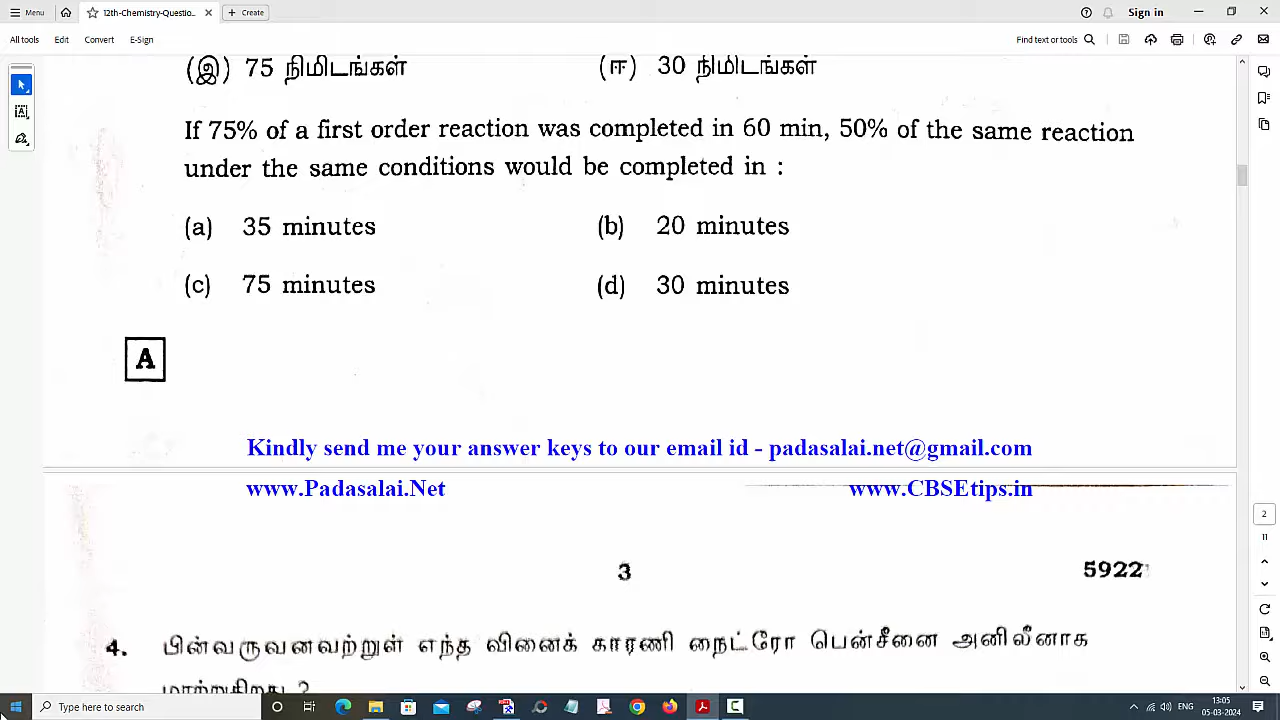 Menu
12th-Chemistry-Questio...
+ Create
Sign in
All tools Edit Convert E-Sign
Find text or tools
(இ) 75 நிமிடங்கள் (ஈ) 30 நிமிடங்கள்
If 75% of a first order reaction was completed in 60 min, 50% of the same reaction
under the same conditions would be completed in :
(a) 35 minutes (b) 20 minutes
(c) 75 minutes (d) 30 minutes
A
Kindly send me your answer keys to our email id - padasalai.net@gmail.com
www.Padasalai.Net www.CBSEtips.in
3 5922
2
11
4. பின்வருவனவற்றுள் எந்த வினைக் காரணி நைட்ரோ பென்சீனை அனிலீனாக
மாற்றுகிறது ?
Type here to search
ENG
13:05
05-03-2024